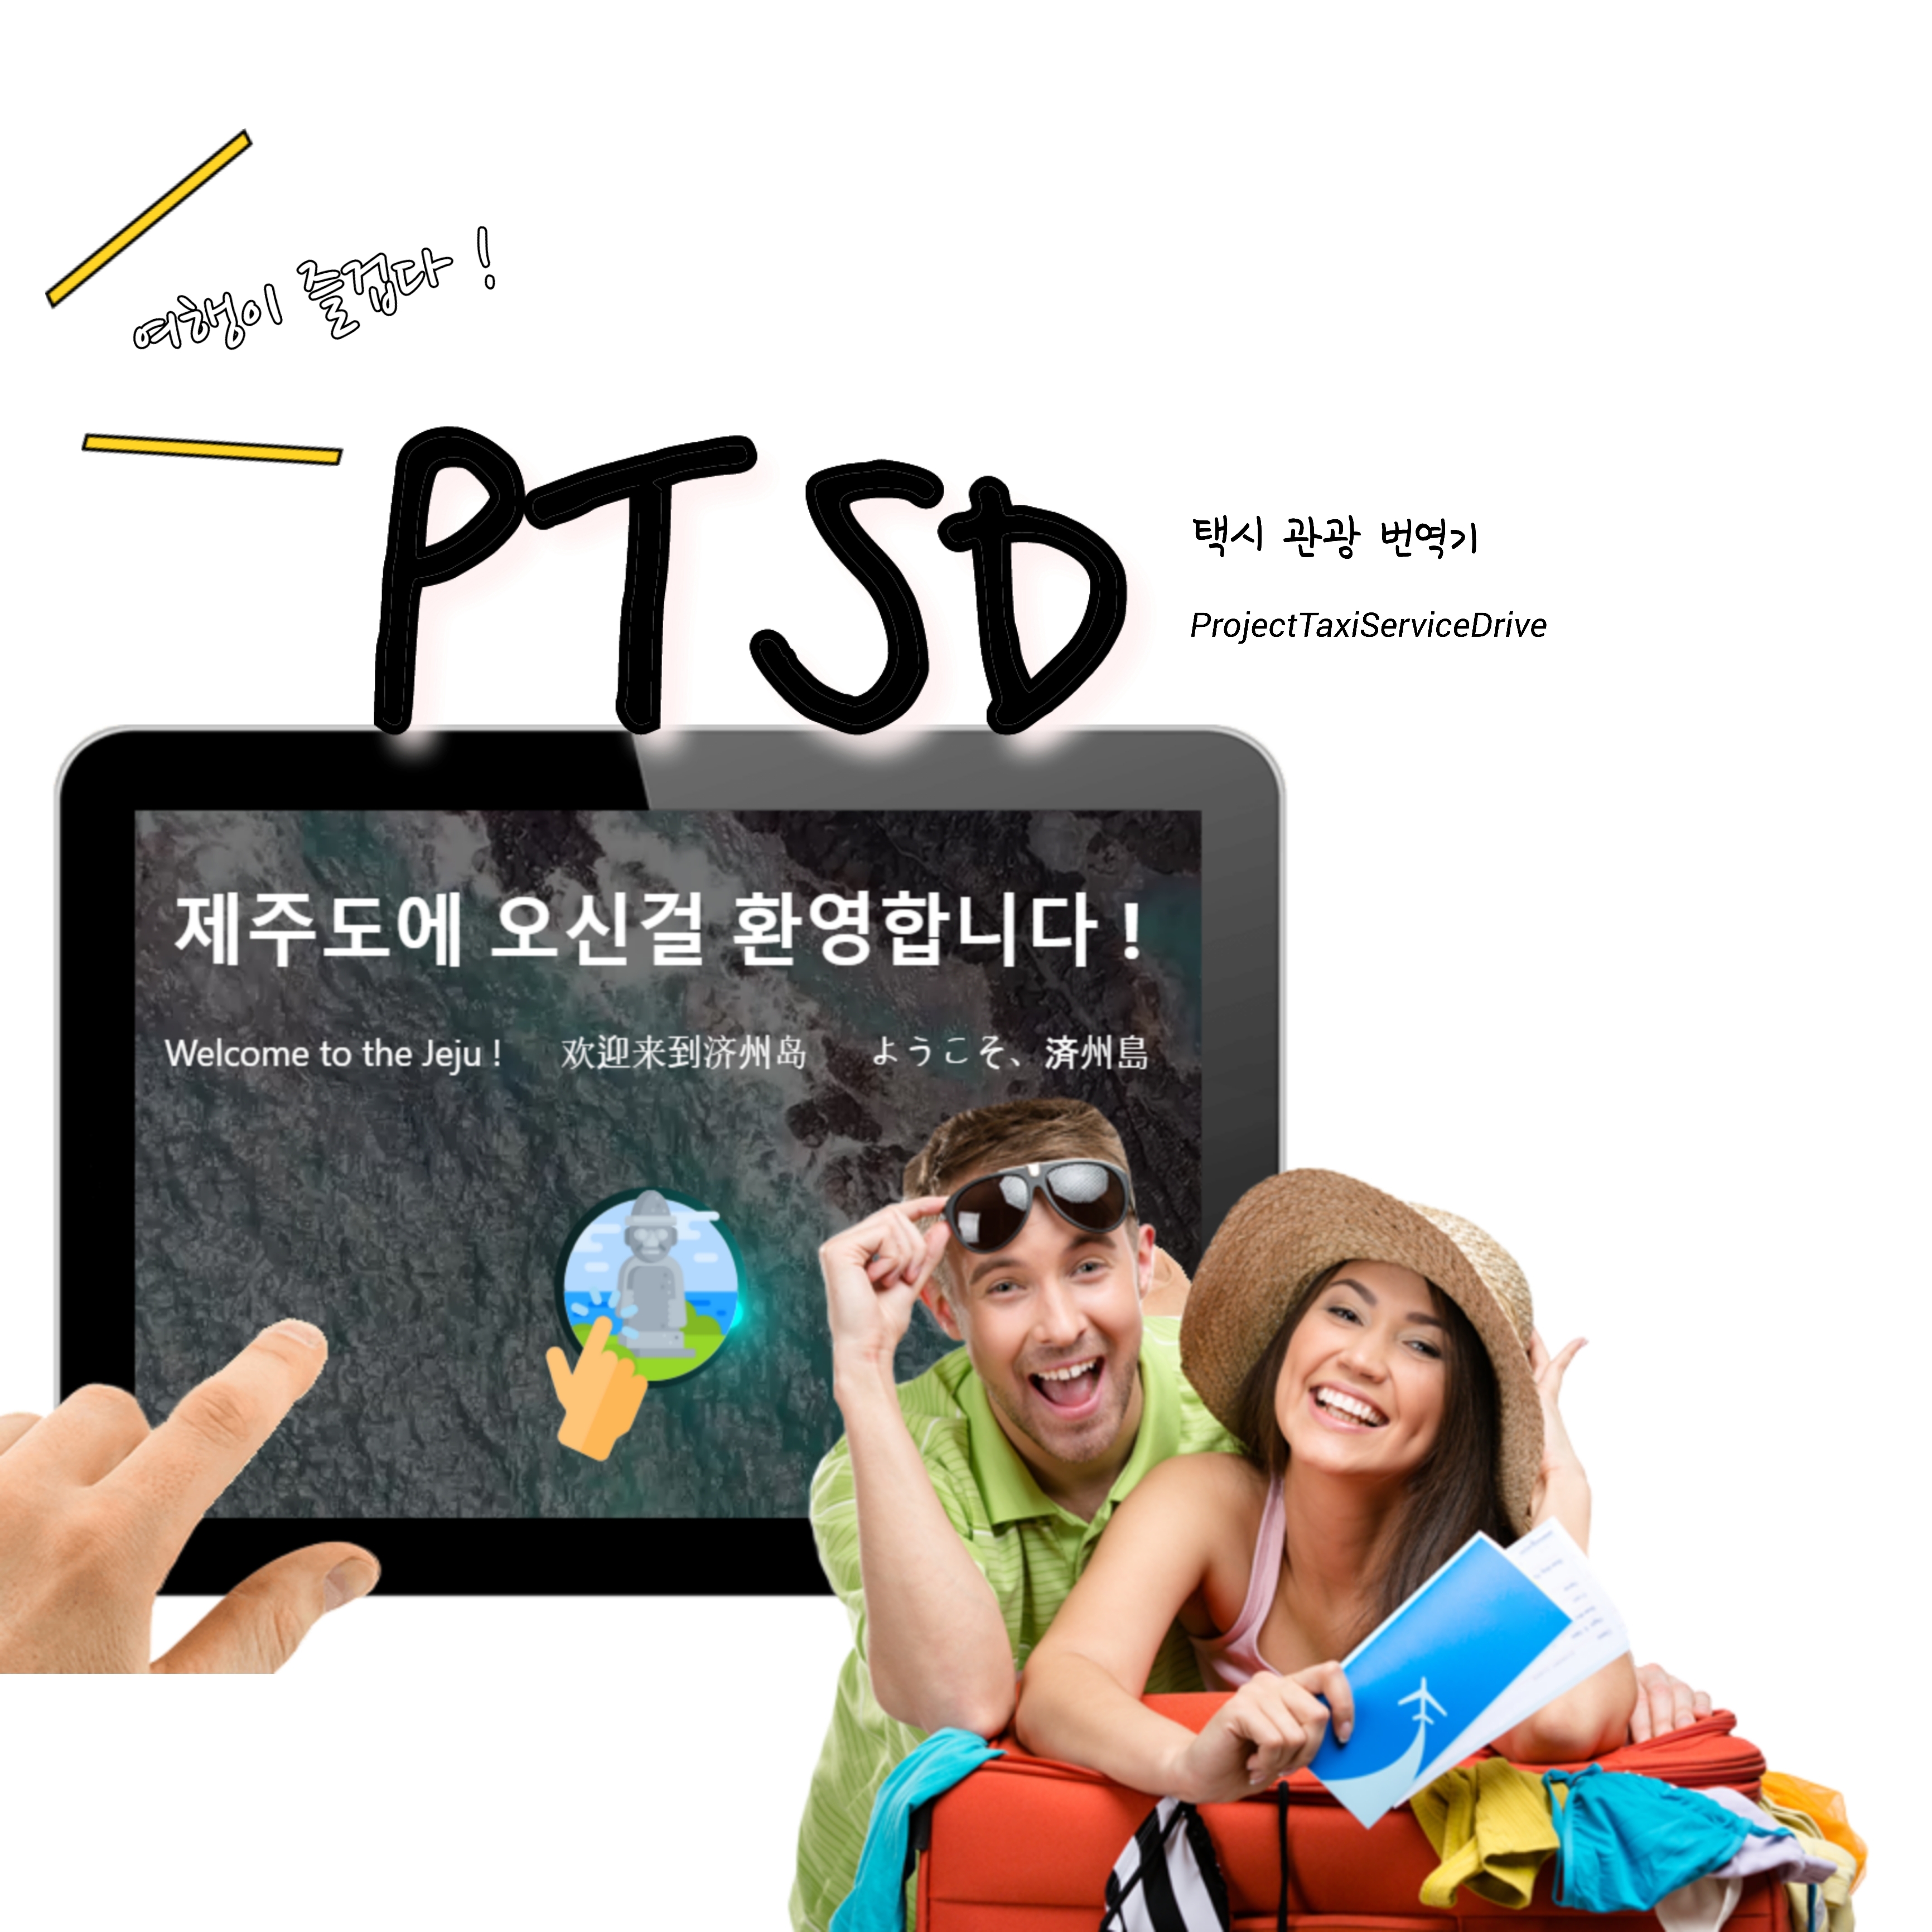 여행이 즐겁다 !
PTSD
택시 관광 번역기
ProjectTaxiServiceDrive
제주도에 오신걸 환영합니다 !
Welcome to the Jeju ! 欢迎来到济州岛 ようこそ、済州島